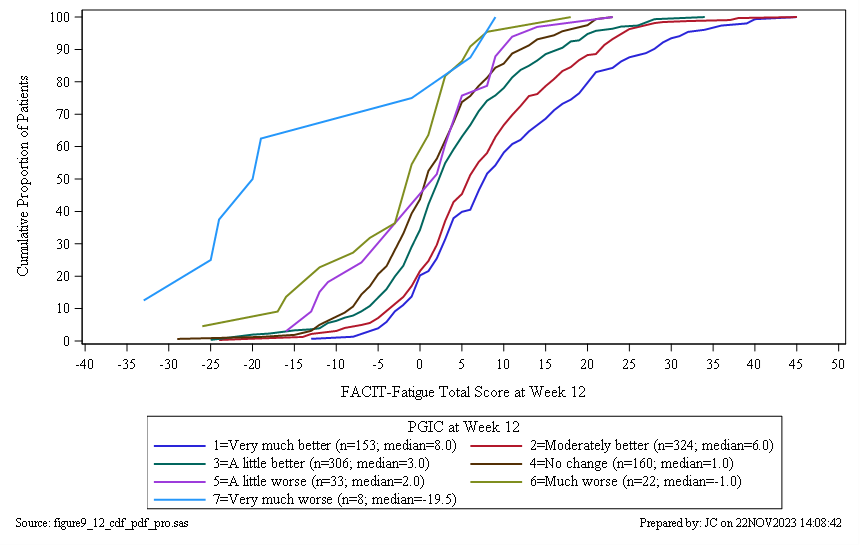 Cumulative Proportion of Patients
100
90
80
70
60
50
40
30
20
10
0
-40 -35 -30 -25 -20 -15 -10 -5 0 5 10 15 20 25 30 35 40 45 50
FACIT-Fatigue Total Score at Week 12
PGIC at Week 12
1=Very much better (n=153; median=8.0) 2=Moderately better (n=324; median=6.0)
3=A little better (n=306; median=3.0) 4=No change (n=160; median=1.0)
5=A little worse (n=33; median=2.0) 6=Much worse (n=22; median=-1.0)
7=Very much worse (n=8; median=-19.5)
Source: figure9_12_cdf_pdf_pro.sas Prepared by: JC on 22NOV2023 14:08:42